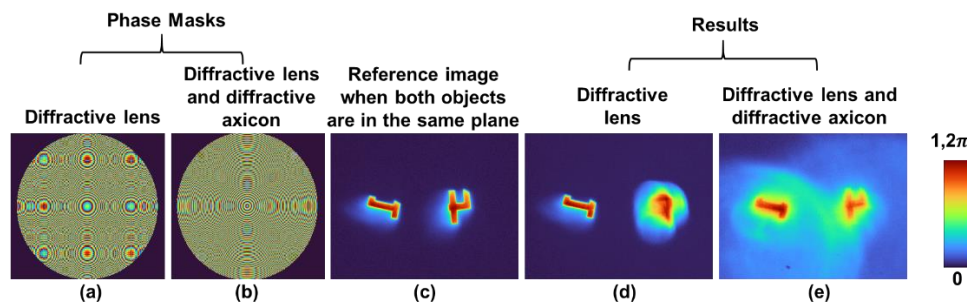 Phase Masks
Results
Diffractive lens
Diffractive lens
and diffractive
axicon
Reference image
when both objects
are in the same plane
Diffractive
lens
Diffractive lens and
diffractive axicon
1,2π
0
(a)
(b)
(c)
(d)
(e)